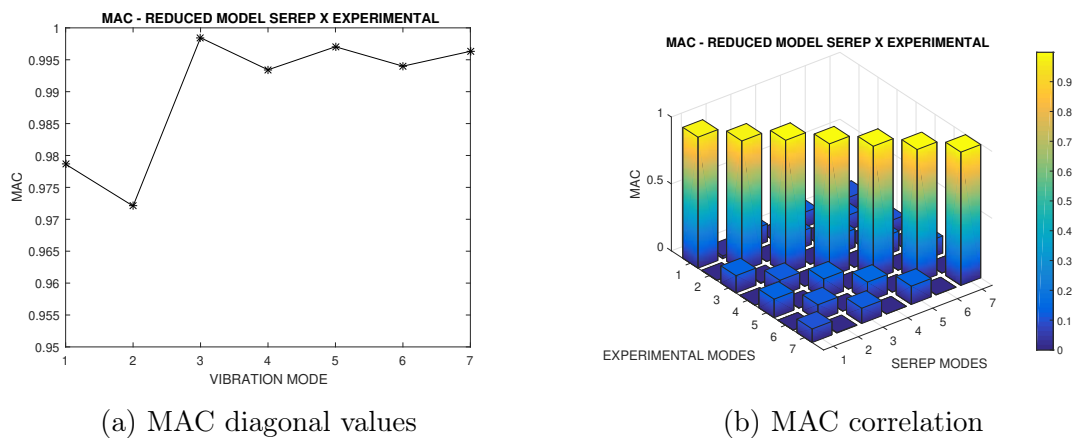 MAC - REDUCED MODEL SEREP X EXPERIMENTAL
1
0.995
0.99
0.985
0.98
0.975
0.97
0.965
0.96
0.955
0.95
MAC
1 2 3 4 5 6 7
VIBRATION MODE
(a) MAC diagonal values
MAC - REDUCED MODEL SEREP X EXPERIMENTAL
1
0.5
0
MAC
1 2 3 4 5 6 7
EXPERIMENTAL MODES
1 2 3 4 5 6 7
SEREP MODES
0.9
0.8
0.7
0.6
0.5
0.4
0.3
0.2
0.1
0
(b) MAC correlation